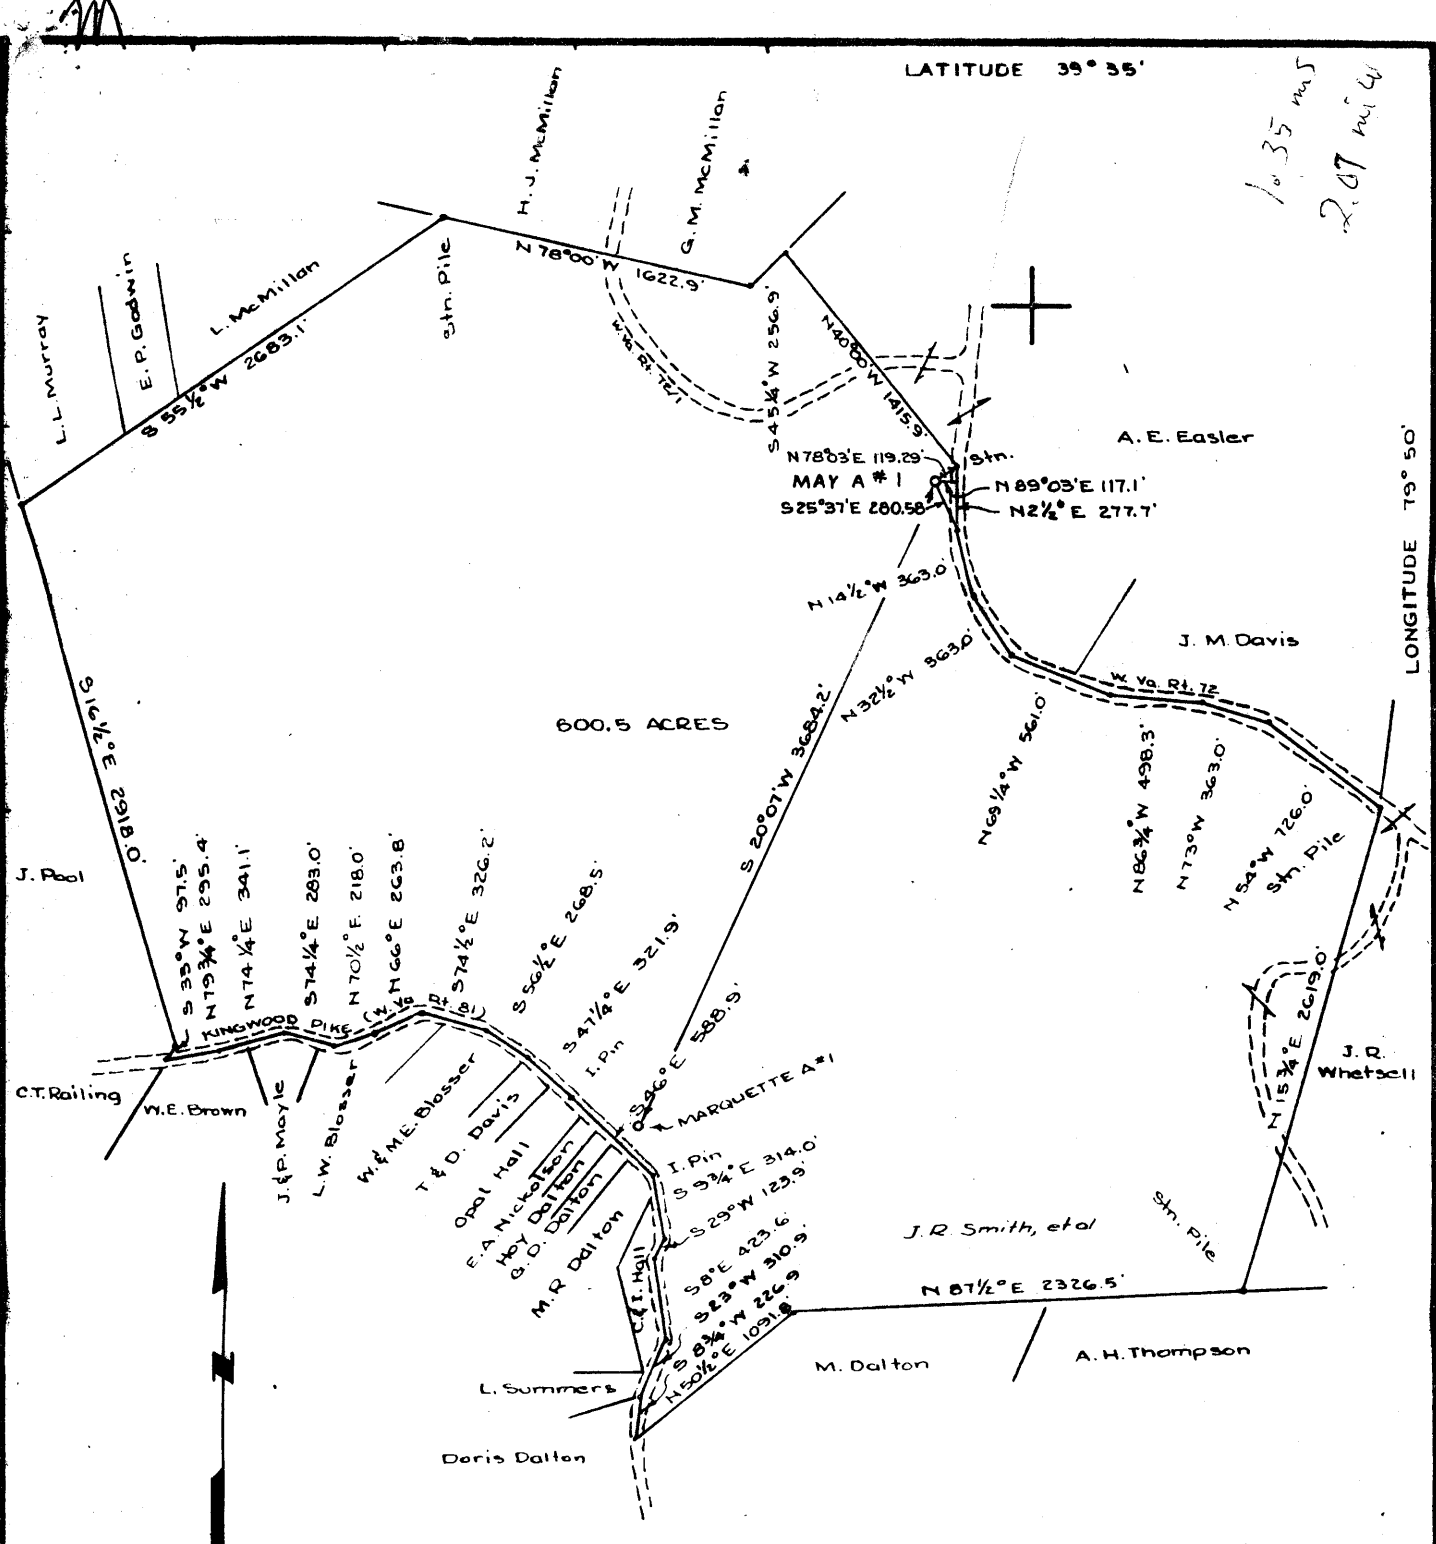 LATITUDE 39° 35'
1.35 mi S
2.07 mi W
H. J. McMillan
G. M. McMillan
N 78°00' W 1622.9'
Stn. Pile
L. McMillan
E. P. Godwin
L. L. Murray
S 55½° W 2683.1'
W. Va. Rt. 72/1
S 45¼° W 256.9'
N 40°00' W 1415.9'
A. E. Easler
LONGITUDE 79° 50'
Stn.
N 78°03' E 119.29'
MAY A # 1
S 25°37' E 280.58'
N 89°03' E 117.1'
N 2½° E 277.7'
N 14½° W 363.0'
N 32½° W 363.0'
J. M. Davis
W. Va. Rt. 72
S 16½° E 2918.0'
600.5 ACRES
S 20°07' W 3684.2'
N 69¼° W 561.0'
N 86¾° W 498.3'
N 73° W 363.0'
N 54° W 726.0'
Stn. Pile
J. Pool
S 33° W 97.5'
N 79¾° E 295.4'
N 74¼° E 341.1'
S 74¼° E 283.0'
N 70½° E 218.0'
N 66° E 263.8'
S 74½° E 326.2'
S 56½° E 268.5'
S 47¼° E 321.9'
I. Pin
S 46° E 588.9'
KINGWOOD PIKE (W. Va Rt. 81)
MARQUETTE A#1
N 15¾° E 2619.0'
J. R.
Whetsell
C.T. Railing
W. E. Brown
J. & P. Mayle
L. W. Blosser
W. & M.E. Blosser
T & D. Davis
Opal Hall
E. A. Nickolson
Hoy Dalton
G. D. Dalton
M. R Dalton
C. & I. Hall
I. Pin
S 9¾° E 314.0'
S 29° W 123.9'
S 8° E 423.6'
S 23° W 310.9'
S 8¾° W 226.9
N 50½° E 1091.8'
J. R. Smith, etal
Stn. Pile
N 87½° E 2326.5'
M. Dalton
A. H. Thompson
L. Summers
Doris Dalton
N